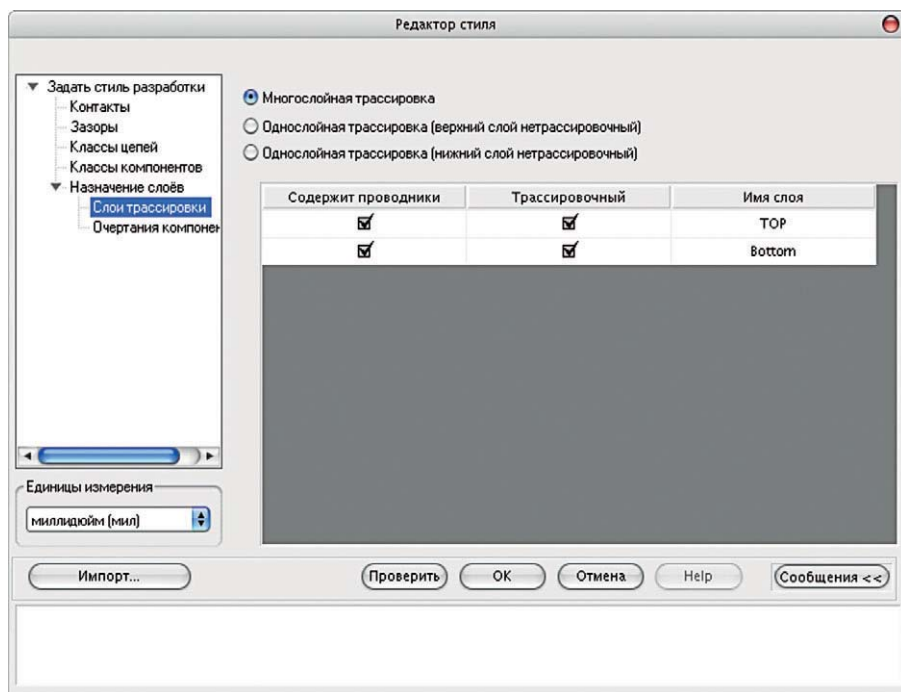 Редактор стиля
Задать стиль разработки
Контакты
Зазоры
Классы цепей
Классы компонентов
Назначение слоёв
Слои трассировки
Очертания компонен
Единицы измерения
миллидюйм (мил)
Многослойная трассировка
Однослойная трассировка (верхний слой нетрассировочный)
Однослойная трассировка (нижний слой нетрассировочный)
Содержит проводники Трассировочный Имя слоя
TOP
Bottom
Импорт... Проверить OK Отмена Help Сообщения <<